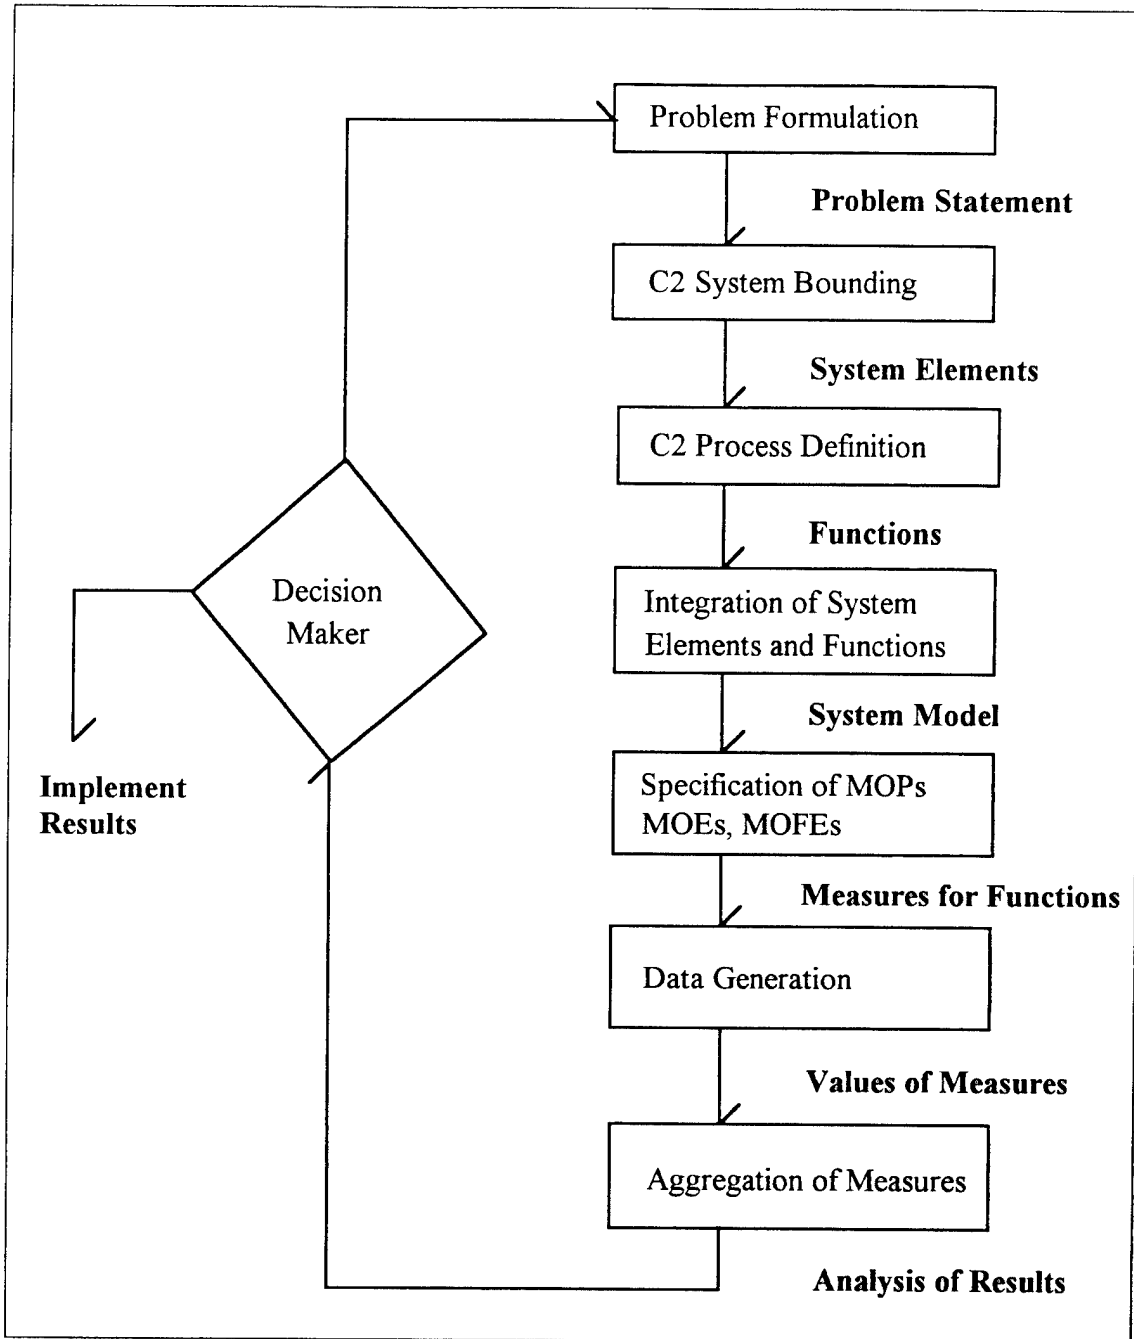 Problem Formulation
Problem Statement
C2 System Bounding
System Elements
C2 Process Definition
Functions
Integration of System
Elements and Functions
System Model
Specification of MOPs
MOEs, MOFEs
Measures for Functions
Data Generation
Values of Measures
Aggregation of Measures
Analysis of Results
Decision
Maker
Implement
Results